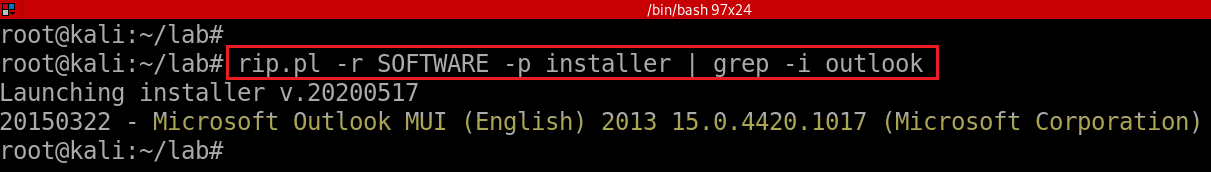 /bin/bash 97x24
root@kali:~/lab#
root@kali:~/lab# rip.pl -r SOFTWARE -p installer | grep -i outlook
Launching installer v.20200517
20150322 - Microsoft Outlook MUI (English) 2013 15.0.4420.1017 (Microsoft Corporation)
root@kali:~/lab#